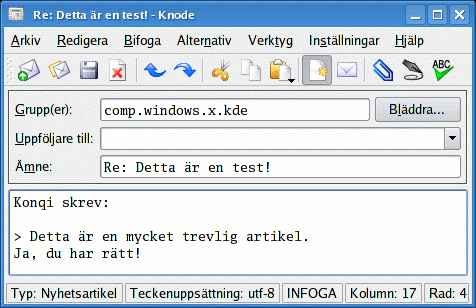 Re: Detta är en test! - Knode
Arkiv Redigera Bifoga Alternativ Verktyg Inställningar Hjälp
ABC
Grupp(er): comp.windows.x.kde Bläddra...
Uppföljare till:
Ämne: Re: Detta är en test!
Konqi skrev:
> Detta är en mycket trevlig artikel.
Ja, du har rätt!
Typ: Nyhetsartikel Teckenuppsättning: utf-8 INFOGA Kolumn: 17 Rad: 4